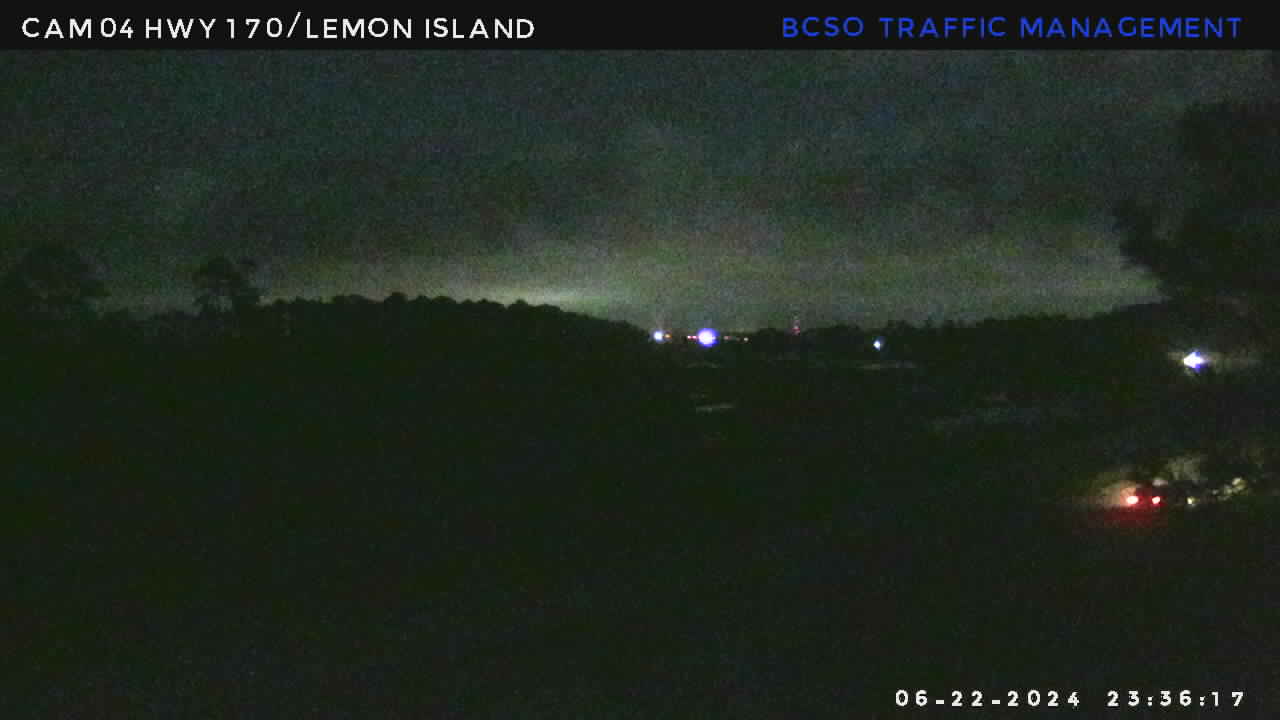 CAM 04 HWY 170/LEMON ISLAND
BCSO TRAFFIC MANAGEMENT
06-22-2024 23:36:17